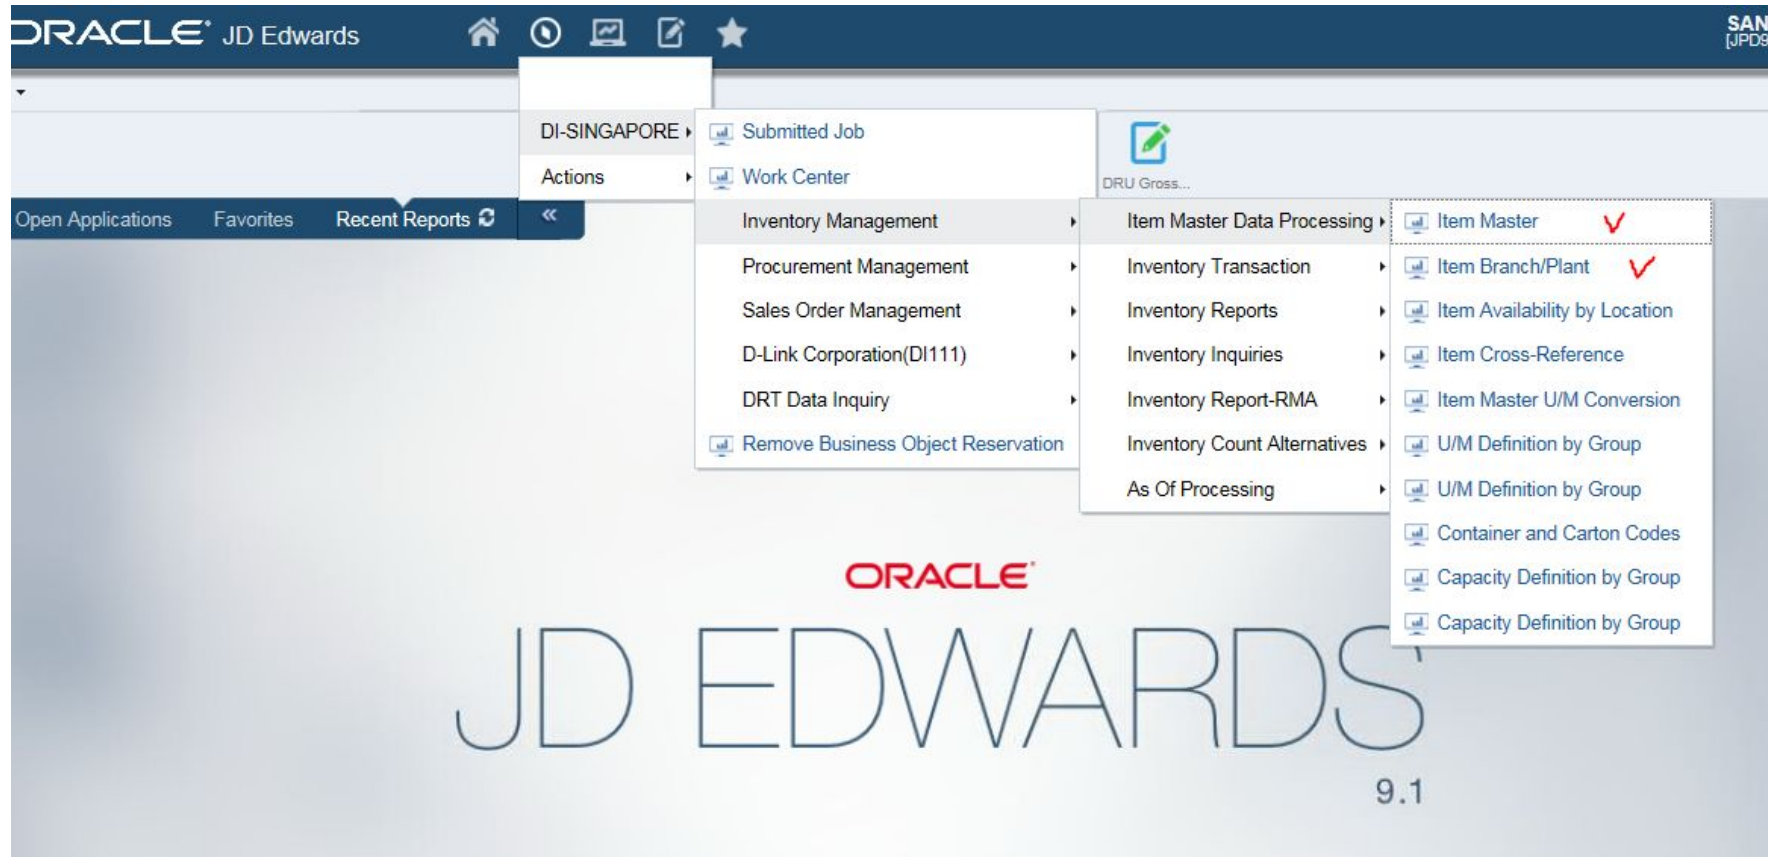 ORACLE JD Edwards
SAN
[JPD9
DI-SINGAPORE
Actions
Submitted Job
Work Center
Inventory Management
Procurement Management
Sales Order Management
D-Link Corporation(DI111)
DRT Data Inquiry
Remove Business Object Reservation
DRU Gross...
Open Applications Favorites Recent Reports «
Item Master Data Processing
Inventory Transaction
Inventory Reports
Inventory Inquiries
Inventory Report-RMA
Inventory Count Alternatives
As Of Processing
Item Master
Item Branch/Plant
Item Availability by Location
Item Cross-Reference
Item Master U/M Conversion
U/M Definition by Group
U/M Definition by Group
Container and Carton Codes
Capacity Definition by Group
Capacity Definition by Group
ORACLE
JD EDWARDS
9.1